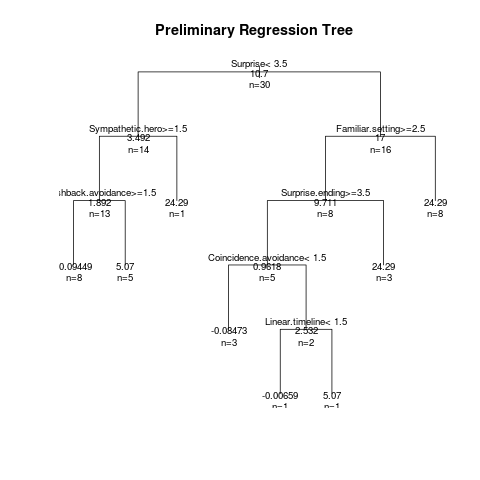 Preliminary Regression Tree
Surprise< 3.5
10.7
n=30
Sympathetic.hero>=1.5
3.492
n=14
Familiar.setting>=2.5
17
n=16
shback.avoidance>=1.5
1.892
n=13
24.29
n=1
Surprise.ending>=3.5
9.711
n=8
24.29
n=8
0.09449
n=8
5.07
n=5
Coincidence.avoidance< 1.5
0.9618
n=5
24.29
n=3
-0.08473
n=3
Linear.timeline< 1.5
2.532
n=2
-0.00659
n=1
5.07
n=1